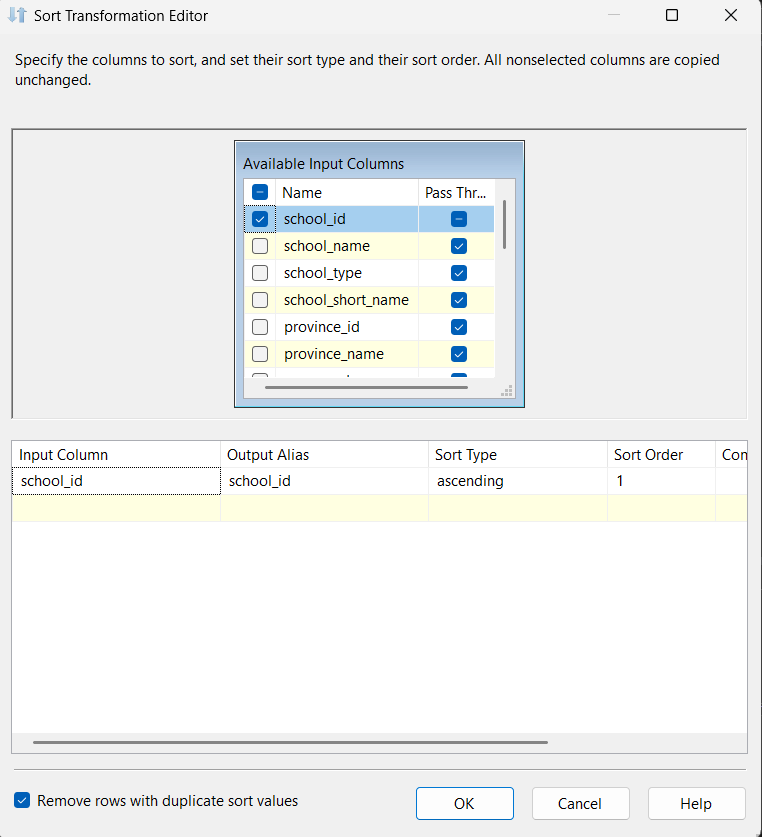 Sort Transformation Editor
Specify the columns to sort, and set their sort type and their sort order. All nonselected columns are copied
unchanged.
Available Input Columns
Name Pass Thr...
school_id
school_name
school_type
school_short_name
province_id
province_name
Input Column Output Alias Sort Type Sort Order Com
school_id school_id ascending 1
Remove rows with duplicate sort values
OK Cancel Help